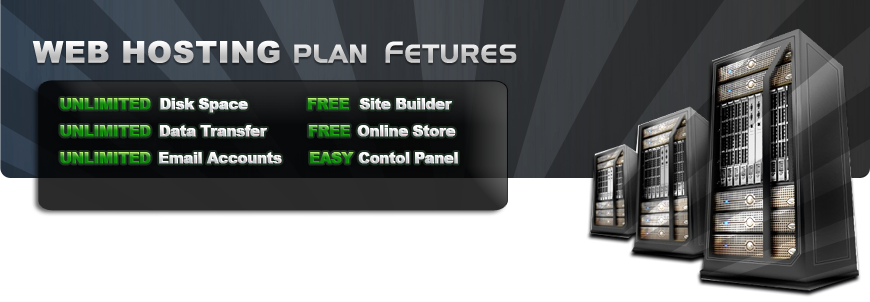 WEB HOSTING PLAN FETURES
UNLIMITED Disk Space
UNLIMITED Data Transfer
UNLIMITED Email Accounts
FREE Site Builder
FREE Online Store
EASY Contol Panel